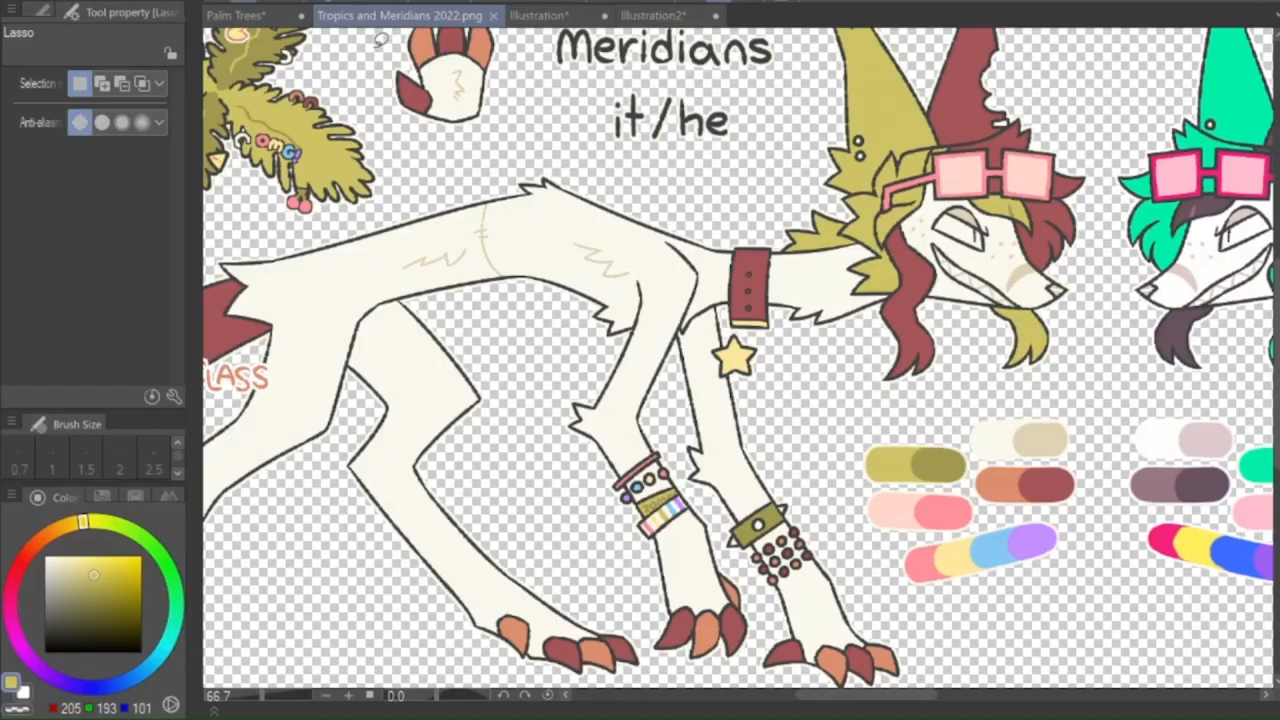 Tool property [Lass
Palm Trees*
Tropics and Meridians 2022.png
Illustration*
Illustration2*
Lasso
Selection
Anti-alias
Meridians
it/he
LASS
Brush Size
0.7 1 1.5 2 2.5
Color
66.7
0.0
205 193 101